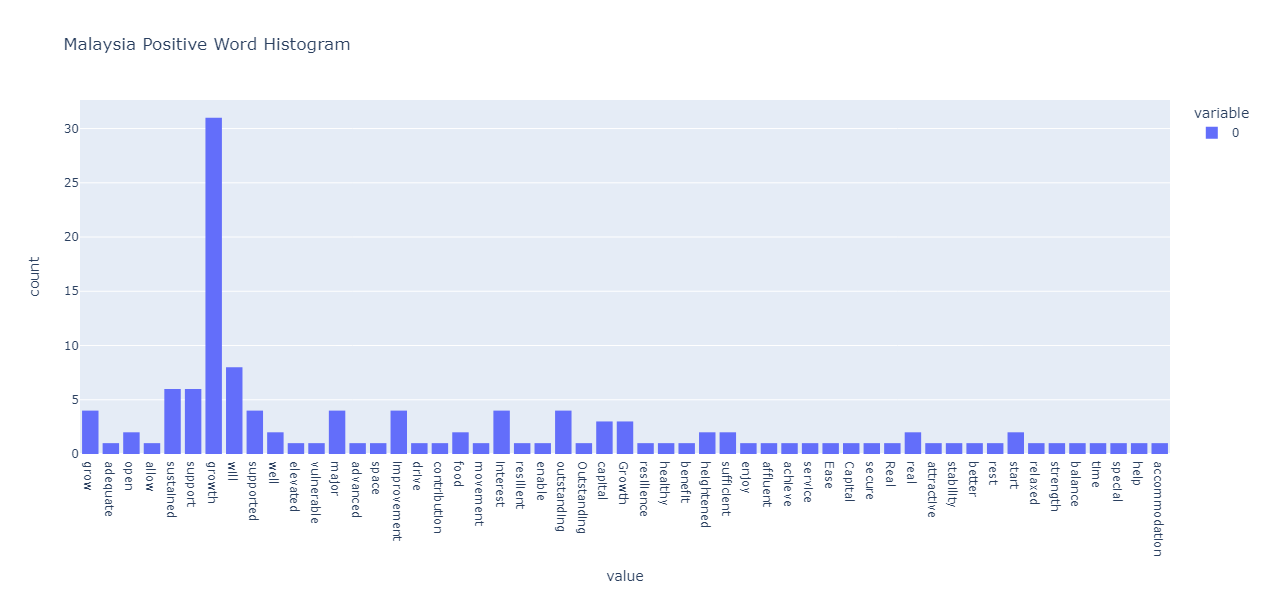 Malaysia Positive Word Histogram
variable
0
count
30
25
20
15
10
5
0
grow
adequate
open
allow
sustained
support
growth
will
supported
well
elevated
vulnerable
major
advanced
space
improvement
drive
contribution
food
movement
interest
resilient
enable
outstanding
Outstanding
capital
Growth
resilience
healthy
benefit
heightened
sufficient
enjoy
affluent
achieve
service
Ease
Capital
secure
Real
real
attractive
stability
better
rest
start
relaxed
strength
balance
time
special
help
accommodation
value